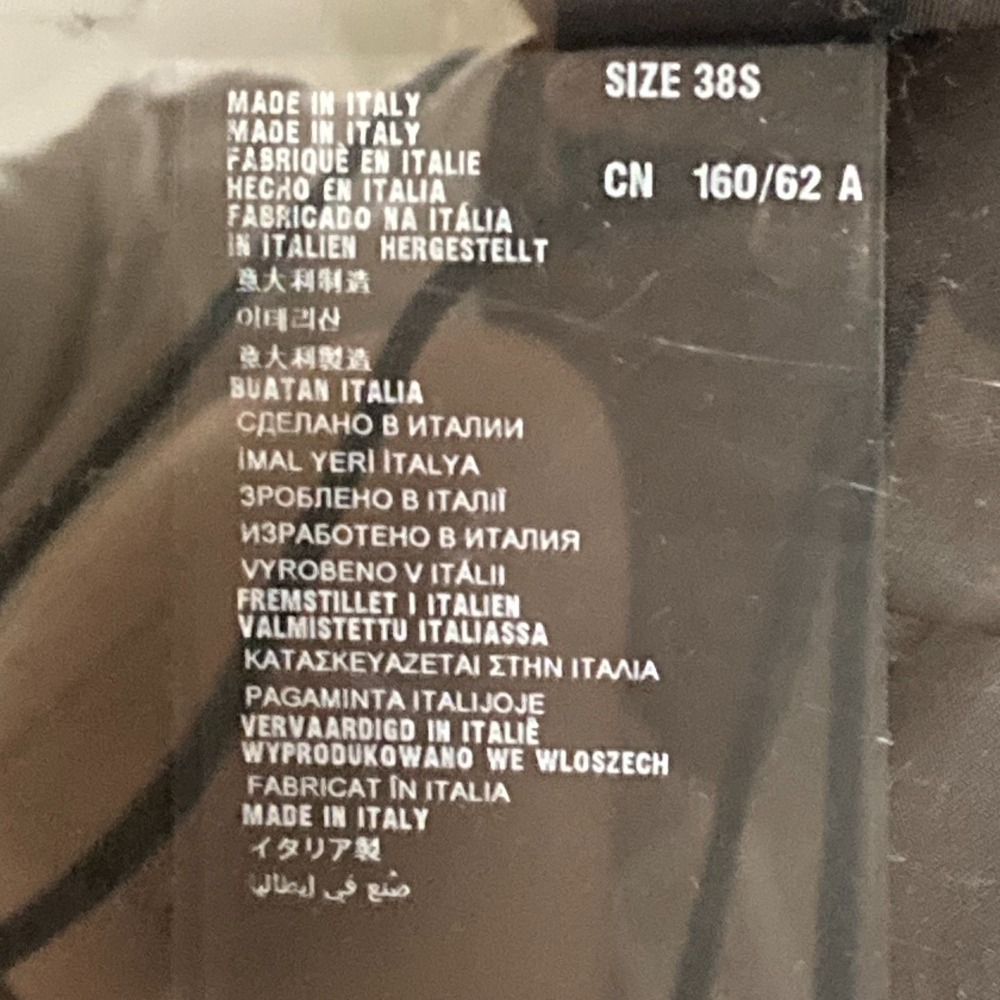 MADE IN ITALY
MADE IN ITALY
FABRIQUÈ EN ITALIE
HECHO EN ITALIA
FABRICADO NA ITÁLIA
IN ITALIEN HERGESTELLT
意大利制造
이태리산
意大利製造
BUATAN ITALIA
СДЕЛАНО В ИТАЛИИ
İMAL YERİ İTALYA
ЗРОБЛЕНО В ІТАЛІЇ
ИЗРАБОТЕНО В ИТАЛИЯ
VYROBENO V ITÁLII
FREMSTILLET I ITALIEN
VALMISTETTU ITALIASSA
ΚΑΤΑΣΚΕΥΑΖΕΤΑΙ ΣΤΗΝ ΙΤΑΛΙΑ
PAGAMINTA ITALIJOJE
VERVAARDIGD IN ITALIË
WYPRODUKOWANO WE WLOSZECH
FABRICAT ÎN ITALIA
MADE IN ITALY
イタリア製
صُنع في إيطاليا
SIZE 38S
CN 160/62 A